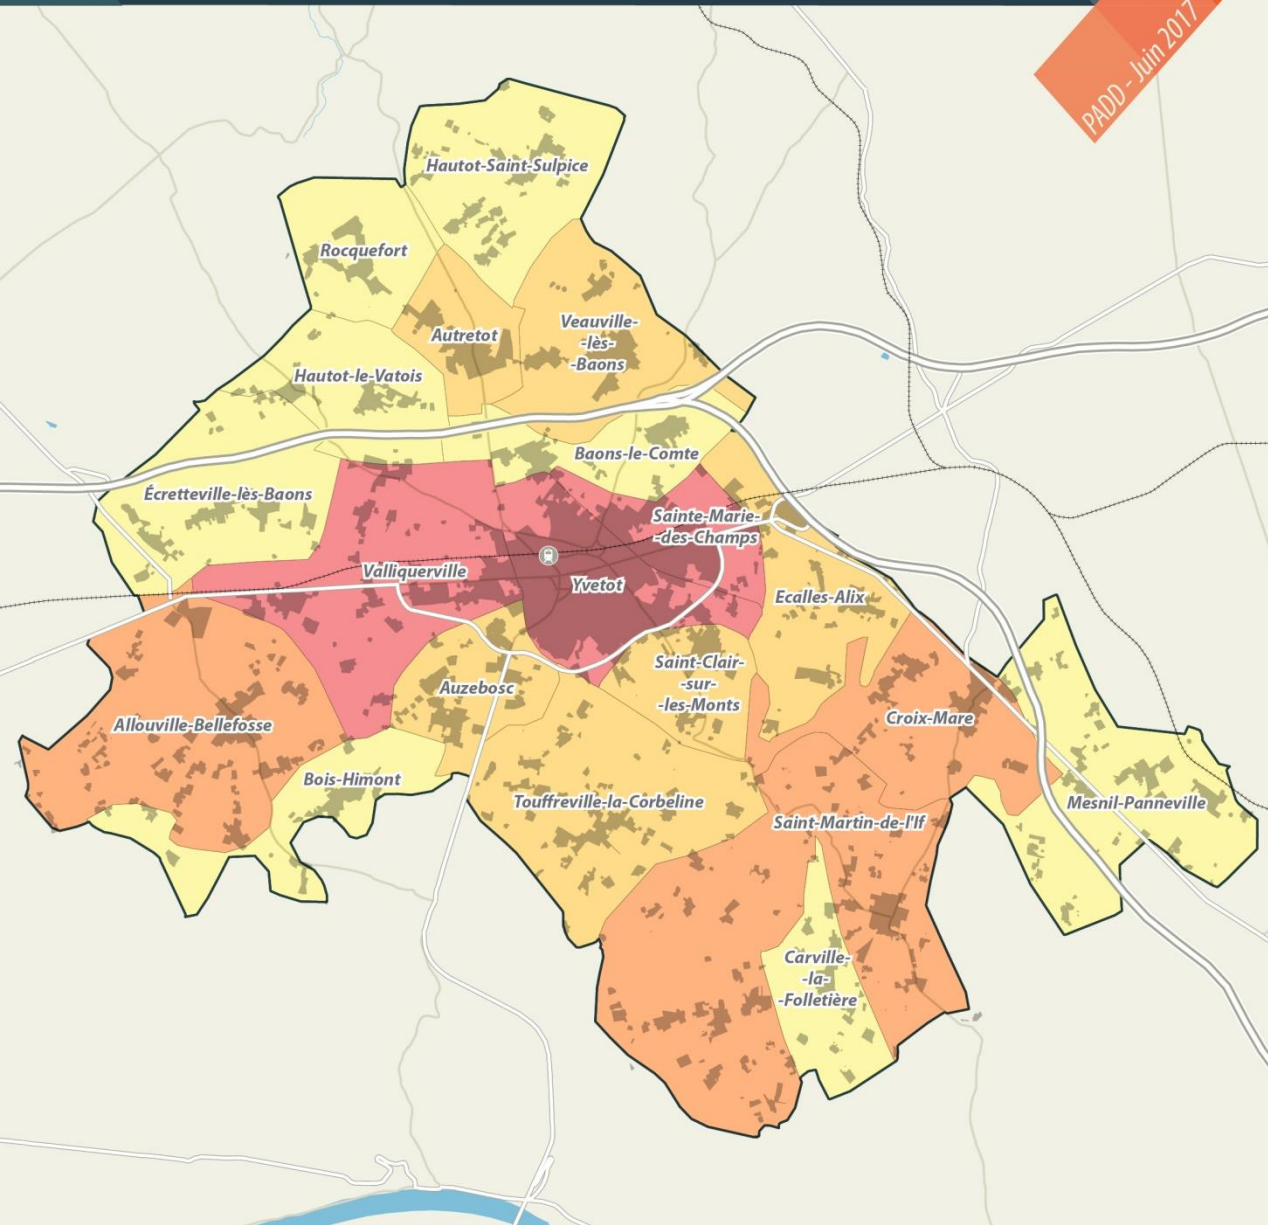 PADD - Juin 2017
Hautot-Saint-Sulpice
Rocquefort
Autretot
Veauville-
-lès-
-Baons
Hautot-le-Vatois
Baons-le-Comte
Écretteville-lès-Baons
Sainte-Marie-
-des-Champs
Valliquerville
Yvetot
Ecalles-Alix
Saint-Clair-
-sur-
-les-Monts
Auzebosc
Allouville-Bellefosse
Croix-Mare
Bois-Himont
Touffreville-la-Corbeline
Mesnil-Panneville
Saint-Martin-de-l'If
Carville-
-la-
-Folletière